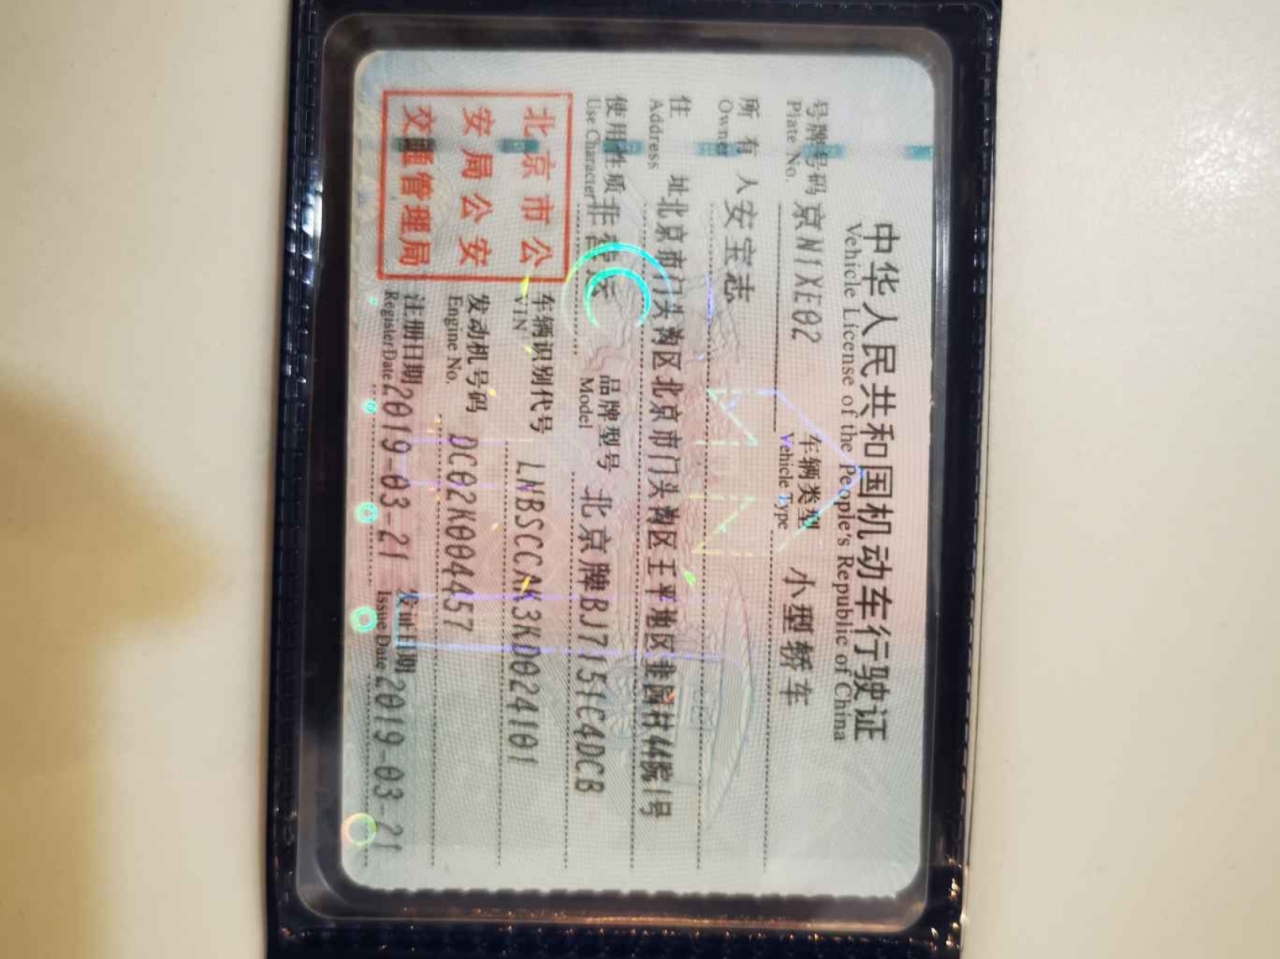 中华人民共和国机动车行驶证
Vehicle License of the People's Republic of China
号牌号码 京N1XE02 车辆类型 小型轿车
Plate No. Vehicle Type
所有人 安宝志
Owner
住址 北京市门头沟区北京市门头沟区王平地区韭园村44院1号
Address
使用性质 非营运 品牌型号 北京牌BJ7151C4DCB
Use Character Model
北京市公
安局公安
交通管理局
车辆识别代号 LNBSCCAK3KD024101
VIN
发动机号码 DC02K004457
Engine No.
注册日期 2019-03-21 发证日期 2019-03-21
Register Date Issue Date